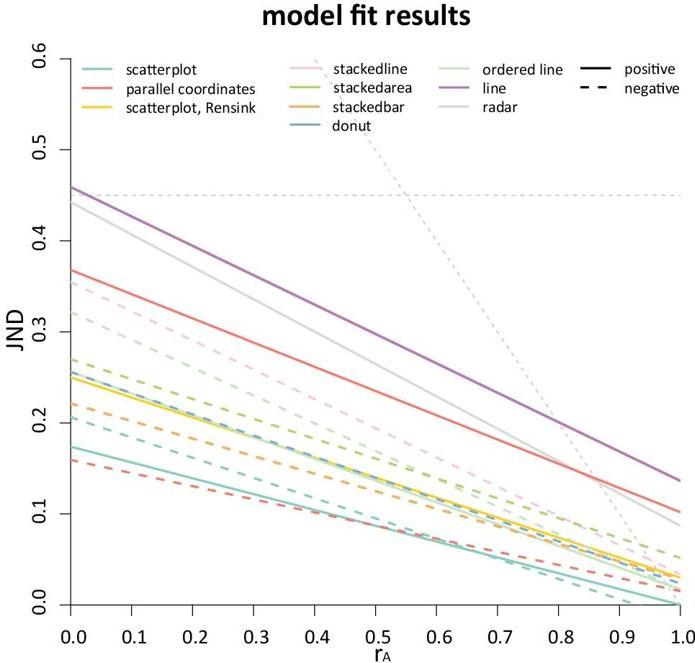 model fit results
0.6
scatterplot
parallel coordinates
scatterplot, Rensink
stackedline
stackedarea
stackedbar
donut
ordered line
line
radar
positive
negative
0.5
0.4
JND
0.3
0.2
0.1
0.0
0.0 0.1 0.2 0.3 0.4 0.5 0.6 0.7 0.8 0.9 1.0
rA